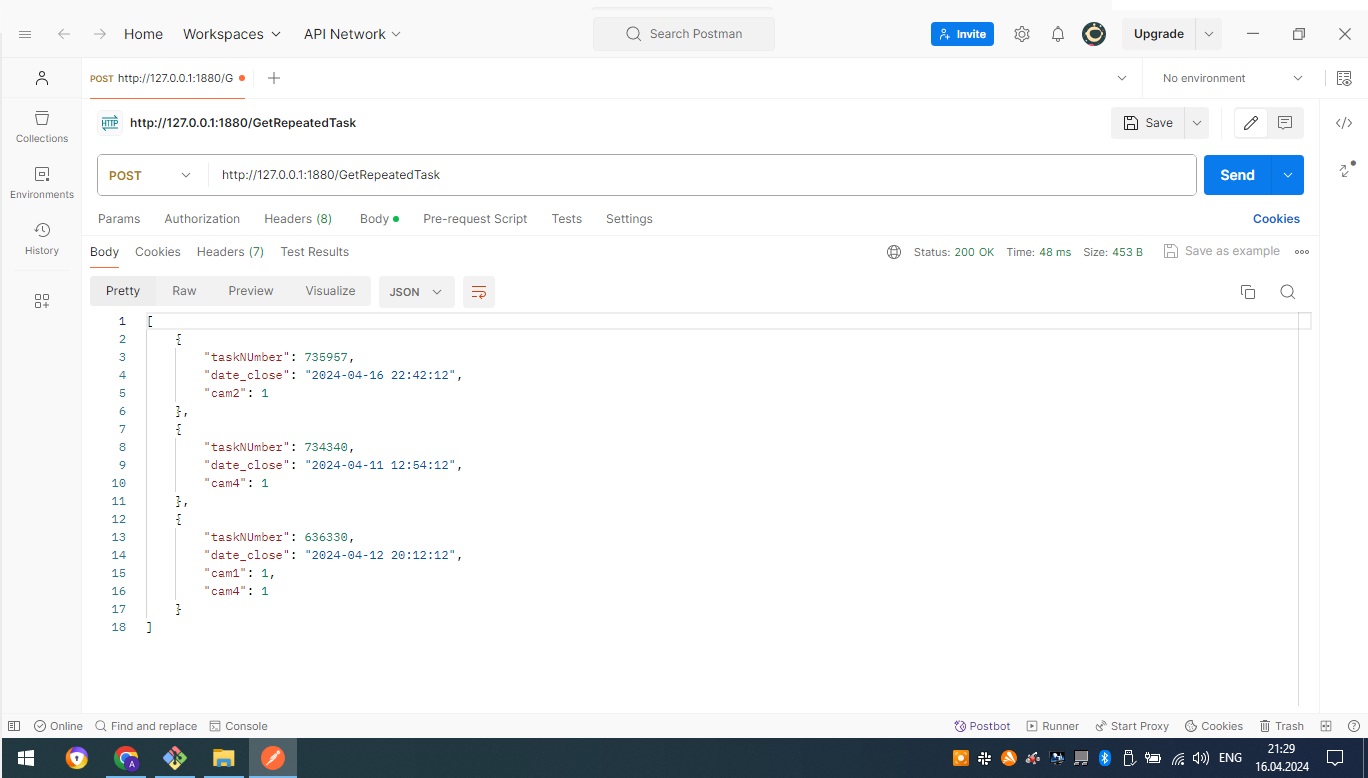 Home Workspaces API Network Search Postman Invite Upgrade
POST http://127.0.0.1:1880/G No environment
HTTP http://127.0.0.1:1880/GetRepeatedTask Save
Collections
POST http://127.0.0.1:1880/GetRepeatedTask Send
Environments
Params Authorization Headers (8) Body Pre-request Script Tests Settings Cookies
History
Body Cookies Headers (7) Test Results Status: 200 OK Time: 48 ms Size: 453 B Save as example
Pretty Raw Preview Visualize JSON
1 [
2 {
3 "taskNUmber": 735957,
4 "date_close": "2024-04-16 22:42:12",
5 "cam2": 1
6 },
7 {
8 "taskNUmber": 734340,
9 "date_close": "2024-04-11 12:54:12",
10 "cam4": 1
11 },
12 {
13 "taskNUmber": 636330,
14 "date_close": "2024-04-12 20:12:12",
15 "cam1": 1,
16 "cam4": 1
17 }
18 ]
Online Find and replace Console Postbot Runner Start Proxy Cookies Trash
A ENG 21:29
16.04.2024